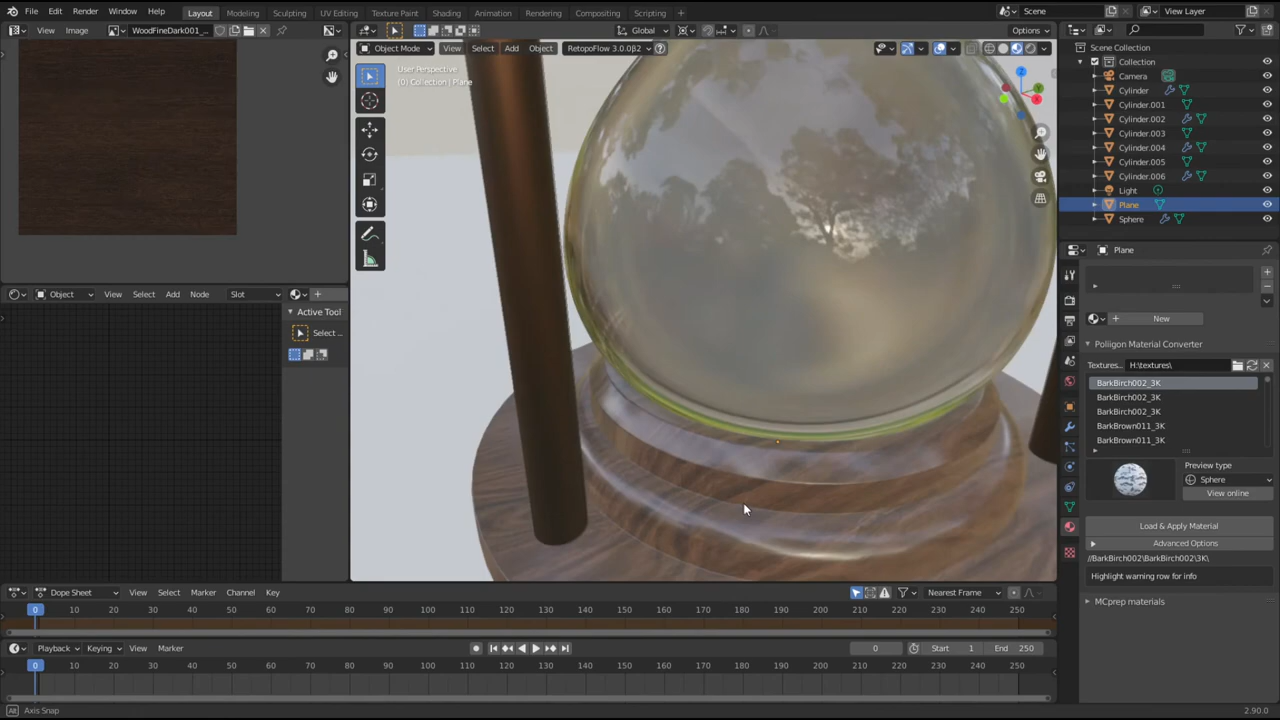 File Edit Render Window Help Layout Modeling Sculpting UV Editing Texture Paint Shading Animation Rendering Compositing Scripting + Scene View Layer
View Image WoodFineDark001_... Global Options
Object Mode View Select Add Object RetopoFlow 3.0.0β2
User Perspective
(0) Collection | Plane
Scene Collection
Collection
Camera
Cylinder
Cylinder.001
Cylinder.002
Cylinder.003
Cylinder.004
Cylinder.005
Cylinder.006
Light
Plane
Sphere
Plane
New
Poliigon Material Converter
Textures... H:\textures\
BarkBirch002_3K
BarkBirch002_3K
BarkBirch002_3K
BarkBrown011_3K
BarkBrown011_3K
Preview type
Sphere
View online
Load & Apply Material
Advanced Options
//BarkBirch002\BarkBirch002\3K\
Highlight warning row for info
MCprep materials
Object View Select Add Node Slot
Active Tool
Select ...
Dope Sheet View Select Marker Channel Key Nearest Frame
0 10 20 30 40 50 60 70 80 90 100 110 120 130 140 150 160 170 180 190 200 210 220 230 240 250
Playback Keying View Marker 0 Start 1 End 250
0 10 20 30 40 50 60 70 80 90 100 110 120 130 140 150 160 170 180 190 200 210 220 230 240 250
Alt Axis Snap 2.90.0